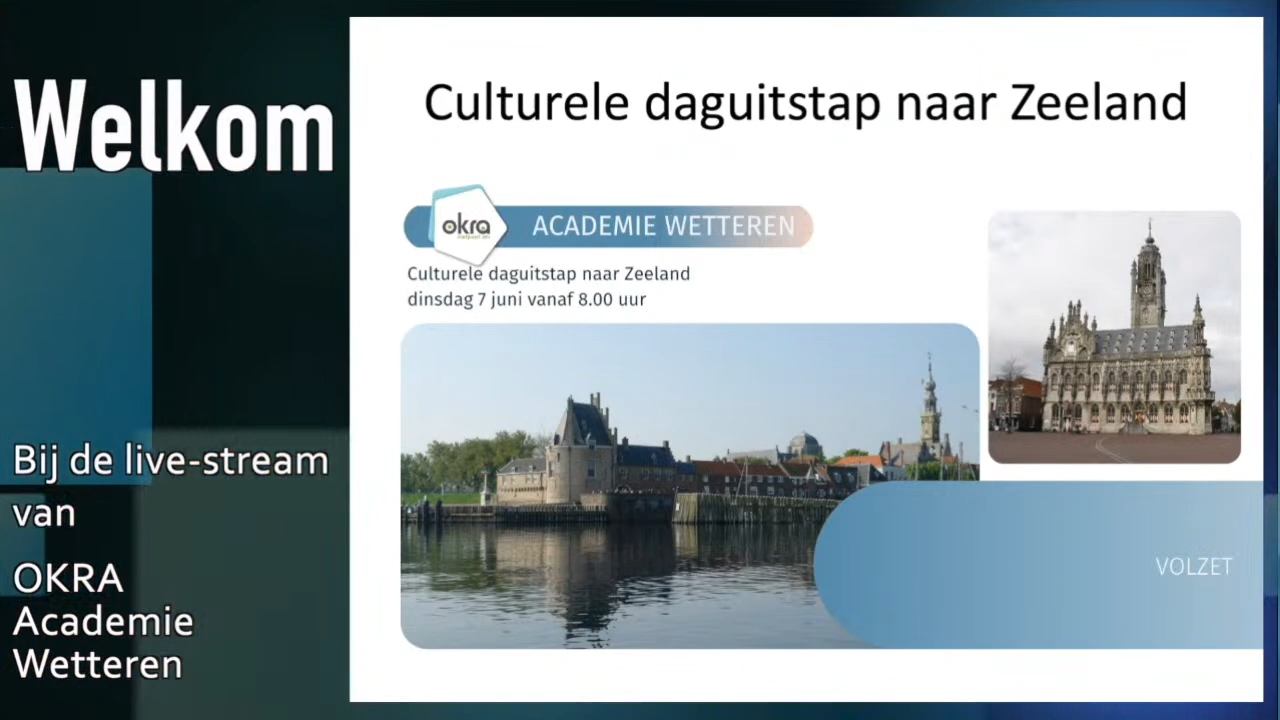 Welkom
Bij de live-stream
van
OKRA
Academie
Wetteren
Culturele daguitstap naar Zeeland
okra
ACADEMIE WETTEREN
Culturele daguitstap naar Zeeland
dinsdag 7 juni vanaf 8.00 uur
VOLZET